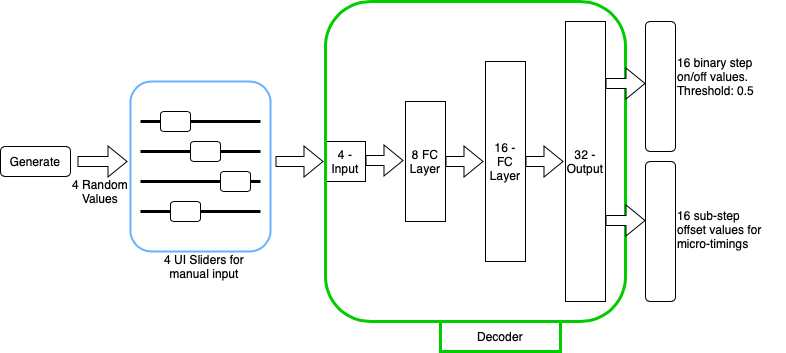 Generate
4 Random
Values
4 UI Sliders for
manual input
4 -
Input
8 FC
Layer
16 -
FC
Layer
32 -
Output
16 binary step
on/off values.
Threshold: 0.5
16 sub-step
offset values for
micro-timings
Decoder